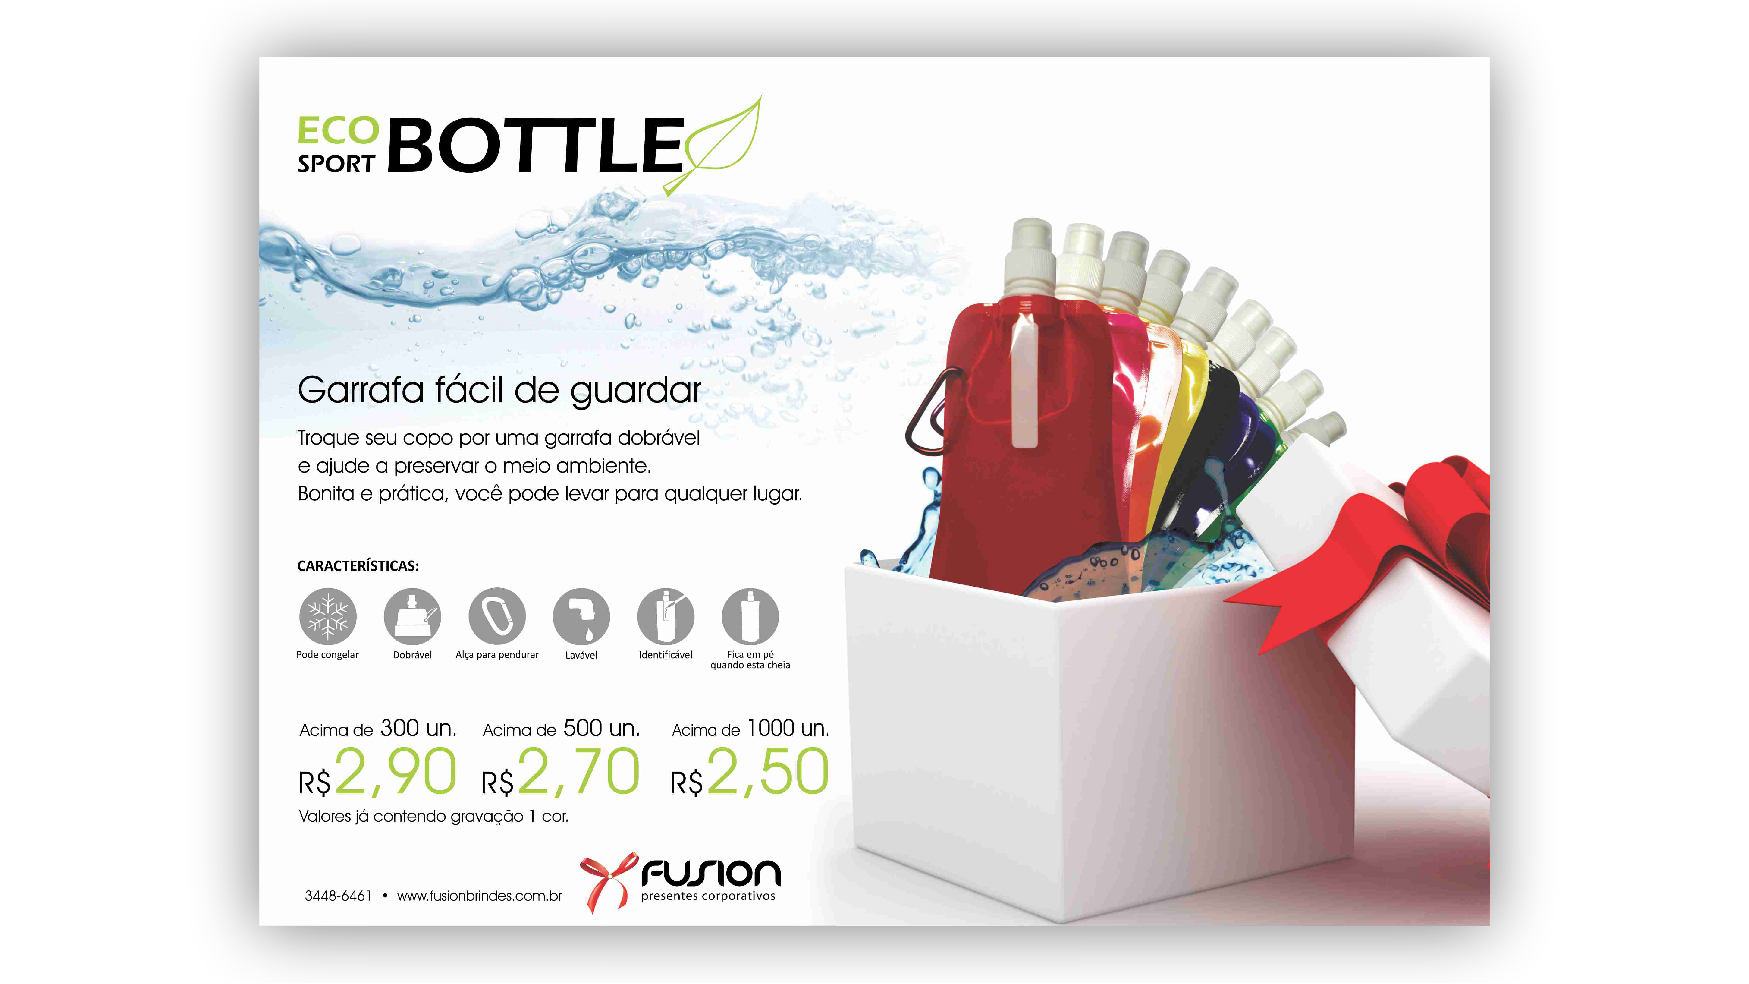 ECO
SPORT BOTTLE
Garrafa fácil de guardar
Troque seu copo por uma garrafa dobrável
e ajude a preservar o meio ambiente.
Bonita e prática, você pode levar para qualquer lugar.
CARACTERÍSTICAS:
Pode congelar
Dobrável
Alça para pendurar
Lavável
Identificável
Fica em pé
quando esta cheia
Acima de 300 un.
R$2,90
Acima de 500 un.
R$2,70
Acima de 1000 un.
R$2,50
Valores já contendo gravação 1 cor.
3448-6461 • www.fusionbrindes.com.br
Fusion
presentes corporativos